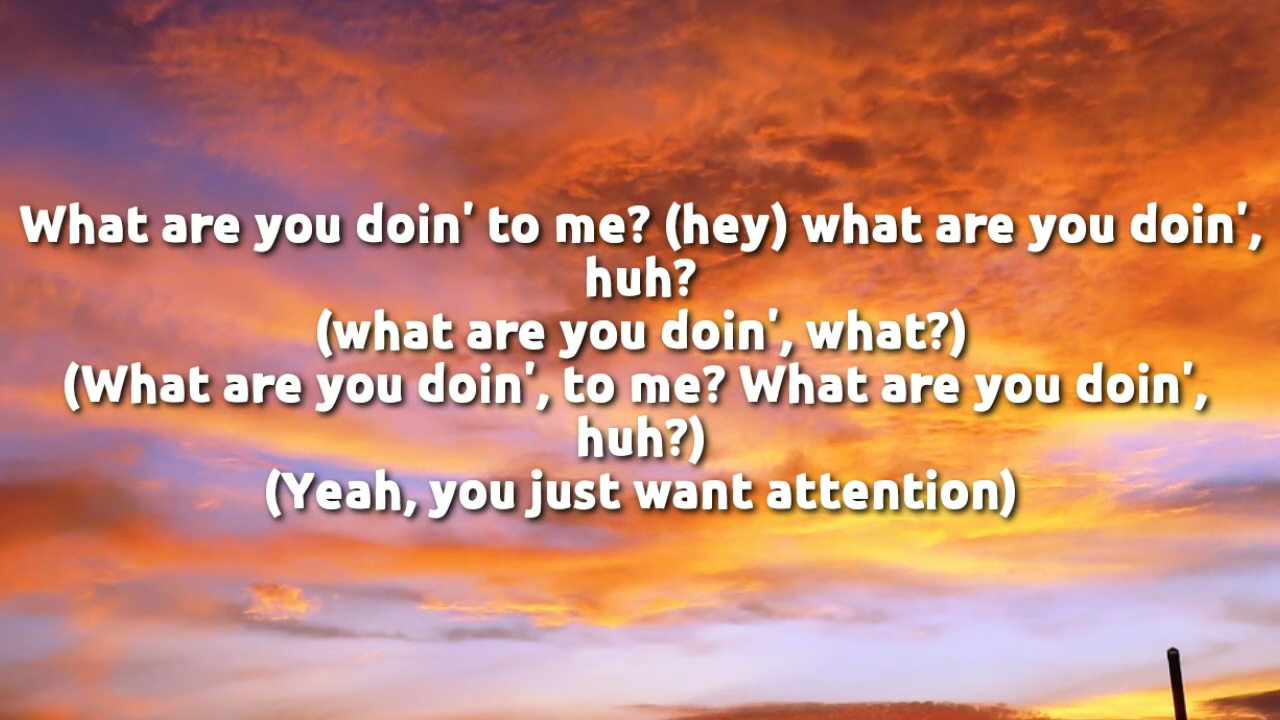 What are you doin' to me? (hey) what are you doin',
huh?
(what are you doin', what?)
(What are you doin', to me? What are you doin',
huh?)
(Yeah, you just want attention)